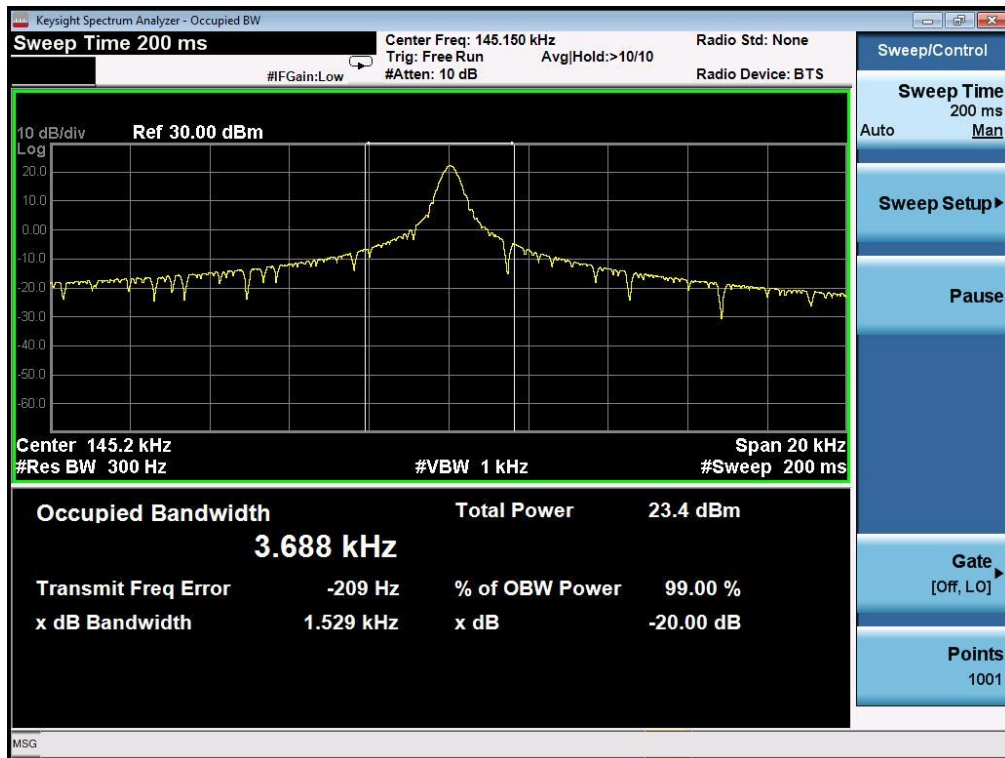 Keysight Spectrum Analyzer - Occupied BW
Sweep Time 200 ms
Center Freq: 145.150 kHz
Radio Std: None
Trig: Free Run
Avg|Hold:>10/10
#IFGain:Low
#Atten: 10 dB
Radio Device: BTS
10 dB/div
Ref 30.00 dBm
Log
20.0
10.0
0.00
-10.0
-20.0
-30.0
-40.0
-50.0
-60.0
Center 145.2 kHz
Span 20 kHz
#Res BW 300 Hz
#VBW 1 kHz
#Sweep 200 ms
Occupied Bandwidth
Total Power
23.4 dBm
3.688 kHz
Transmit Freq Error
-209 Hz
% of OBW Power
99.00 %
x dB Bandwidth
1.529 kHz
x dB
-20.00 dB
MSG
Sweep/Control
Sweep Time
200 ms
Auto
Man
Sweep Setup
Pause
Gate
[Off, LO]
Points
1001